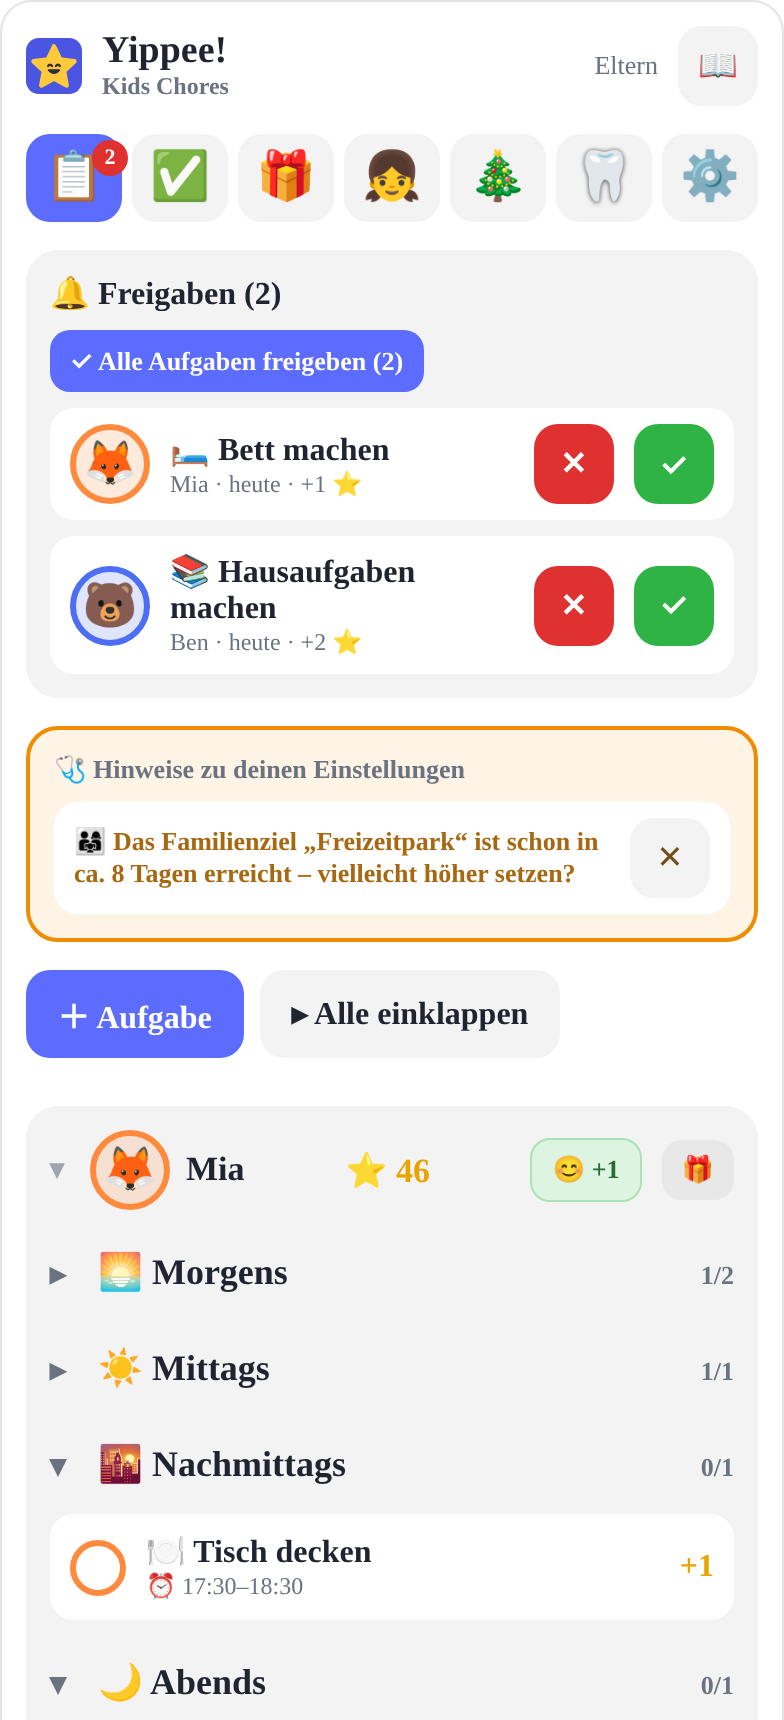 Yippee!
Kids Chores
Eltern
2
Freigaben (2)
Alle Aufgaben freigeben (2)
Bett machen
Mia · heute · +1
Hausaufgaben
machen
Ben · heute · +2
Hinweise zu deinen Einstellungen
Das Familienziel „Freizeitpark“ ist schon in
ca. 8 Tagen erreicht – vielleicht höher setzen?
Aufgabe
Alle einklappen
Mia
46
+1
Morgens
1/2
Mittags
1/1
Nachmittags
0/1
Tisch decken
17:30–18:30
+1
Abends
0/1